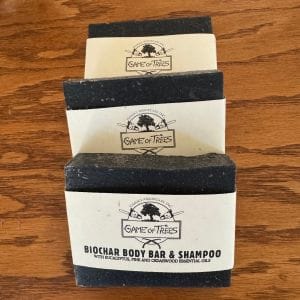 GAME OF TREES
GAME OF TREES
GAME OF TREES
BIOCHAR BODY BAR & SHAMPOO
WITH EUCALYPTUS, PINE AND CEDARWOOD ESSENTIAL OILS